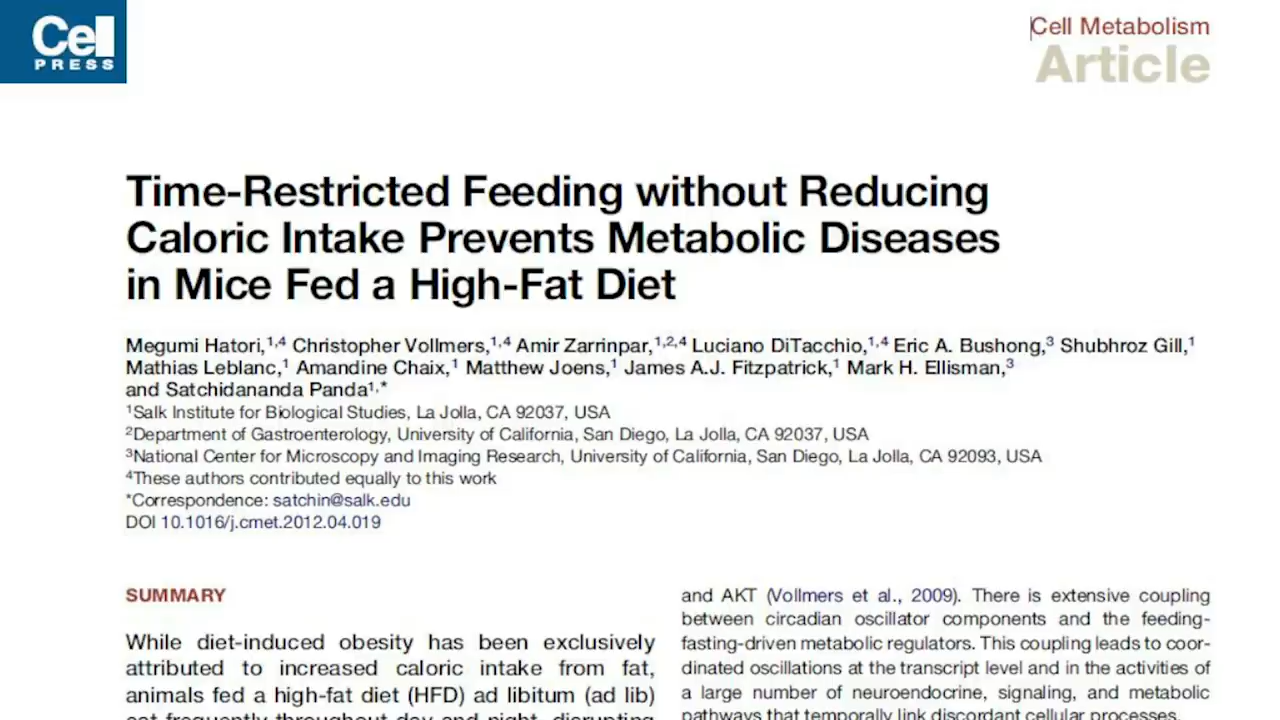 Cell
PRESS
Cell Metabolism
Article
Time-Restricted Feeding without Reducing
Caloric Intake Prevents Metabolic Diseases
in Mice Fed a High-Fat Diet
Megumi Hatori,1,4 Christopher Vollmers,1,4 Amir Zarrinpar,1,2,4 Luciano DiTacchio,1,4 Eric A. Bushong,3 Shubhroz Gill,1
Mathias Leblanc,1 Amandine Chaix,1 Matthew Joens,1 James A.J. Fitzpatrick,1 Mark H. Ellisman,3
and Satchidananda Panda1,*
1Salk Institute for Biological Studies, La Jolla, CA 92037, USA
2Department of Gastroenterology, University of California, San Diego, La Jolla, CA 92037, USA
3National Center for Microscopy and Imaging Research, University of California, San Diego, La Jolla, CA 92093, USA
4These authors contributed equally to this work
*Correspondence: satchin@salk.edu
DOI 10.1016/j.cmet.2012.04.019
SUMMARY
While diet-induced obesity has been exclusively
attributed to increased caloric intake from fat,
animals fed a high-fat diet (HFD) ad libitum (ad lib)
eat frequently throughout day and night, disrupting
and AKT (Vollmers et al., 2009). There is extensive coupling
between circadian oscillator components and the feeding-
fasting-driven metabolic regulators. This coupling leads to coor-
dinated oscillations at the transcript level and in the activities of
a large number of neuroendocrine, signaling, and metabolic
pathways that temporally link discordant cellular processes.